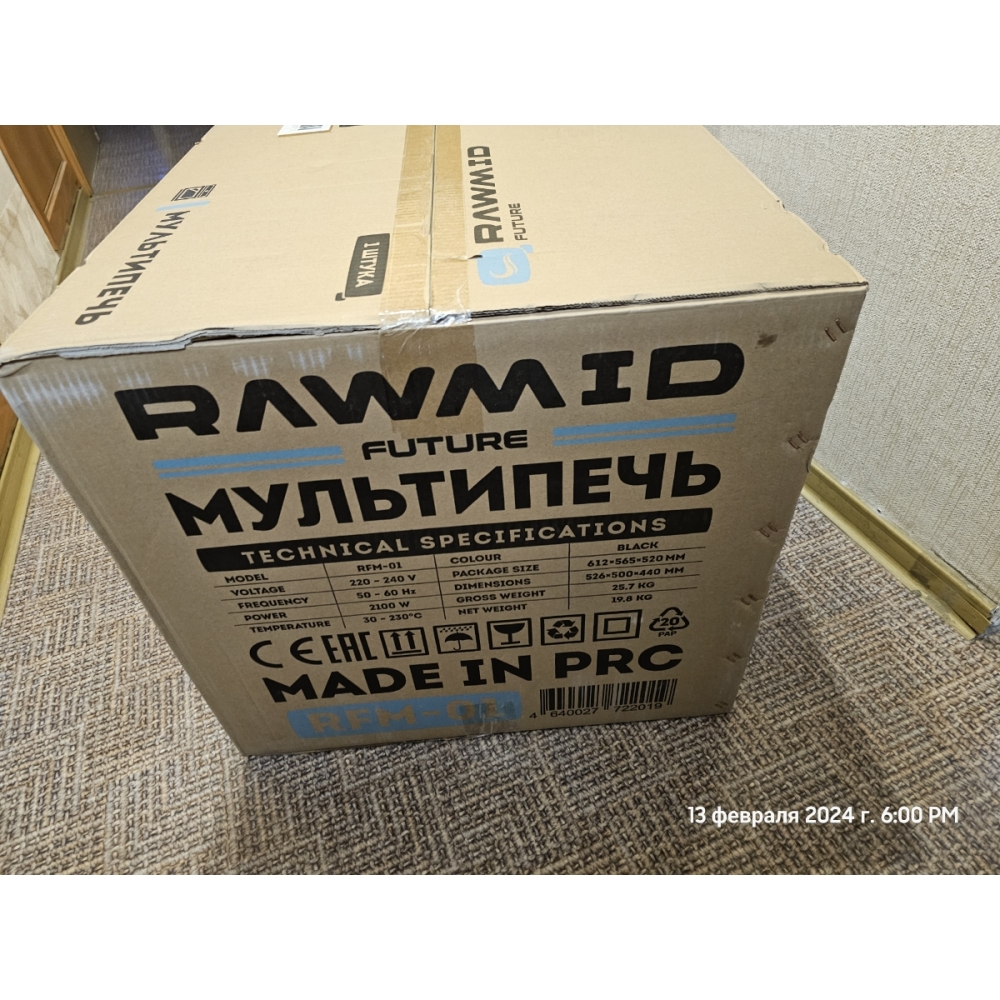 МУЛЬТИПЕЧЬ
1 ШТУКА
RAWMID
FUTURE
RAWMID
FUTURE
МУЛЬТИПЕЧЬ
TECHNICAL SPECIFICATIONS
MODEL RFM-01 COLOUR BLACK
VOLTAGE 220 - 240 V PACKAGE SIZE 612×565×520 MM
FREQUENCY 50 - 60 Hz DIMENSIONS 526×500×440 MM
POWER 2100 W GROSS WEIGHT 25.7 KG
TEMPERATURE 30 - 230°C NET WEIGHT 19.8 KG
CE EAC 20
PAP
MADE IN PRC
4 640027 722019
13 февраля 2024 г. 6:00 PM